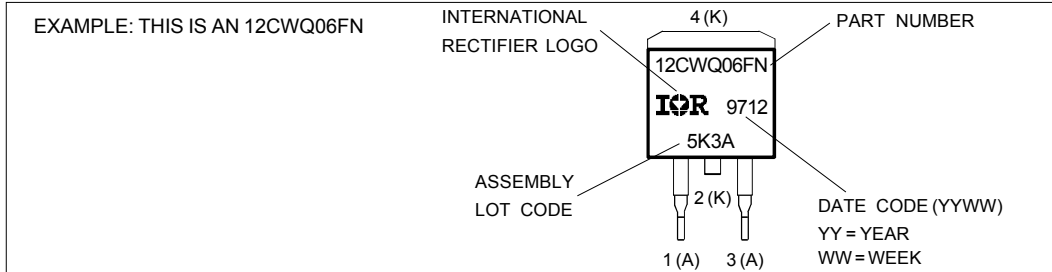 EXAMPLE: THIS IS AN 12CWQ06FN
INTERNATIONAL
RECTIFIER LOGO
4 (K)
PART NUMBER
12CWQ06FN
IOR 9712
5K3A
ASSEMBLY
LOT CODE
2 (K)
DATE CODE (YYWW)
YY = YEAR
WW = WEEK
1 (A) 3 (A)